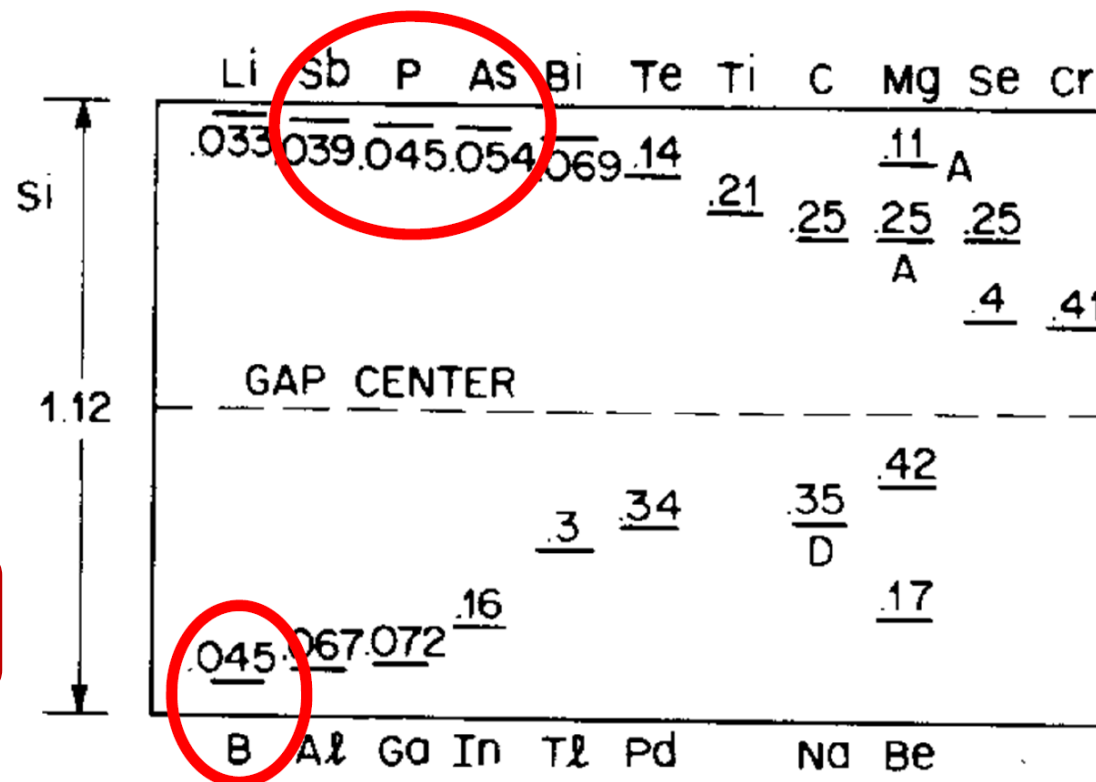 Li Sb P As Bi Te Ti C Mg Se Cr
.033 .039 .045 .054 .069 .14 .11 A
Si
.21
.25 .25 .25
A
.4 .41
GAP CENTER
1.12
.42
.35
.3 .34
D
.16 .17
.045 .067 .072
B Al Ga In Tl Pd Na Be